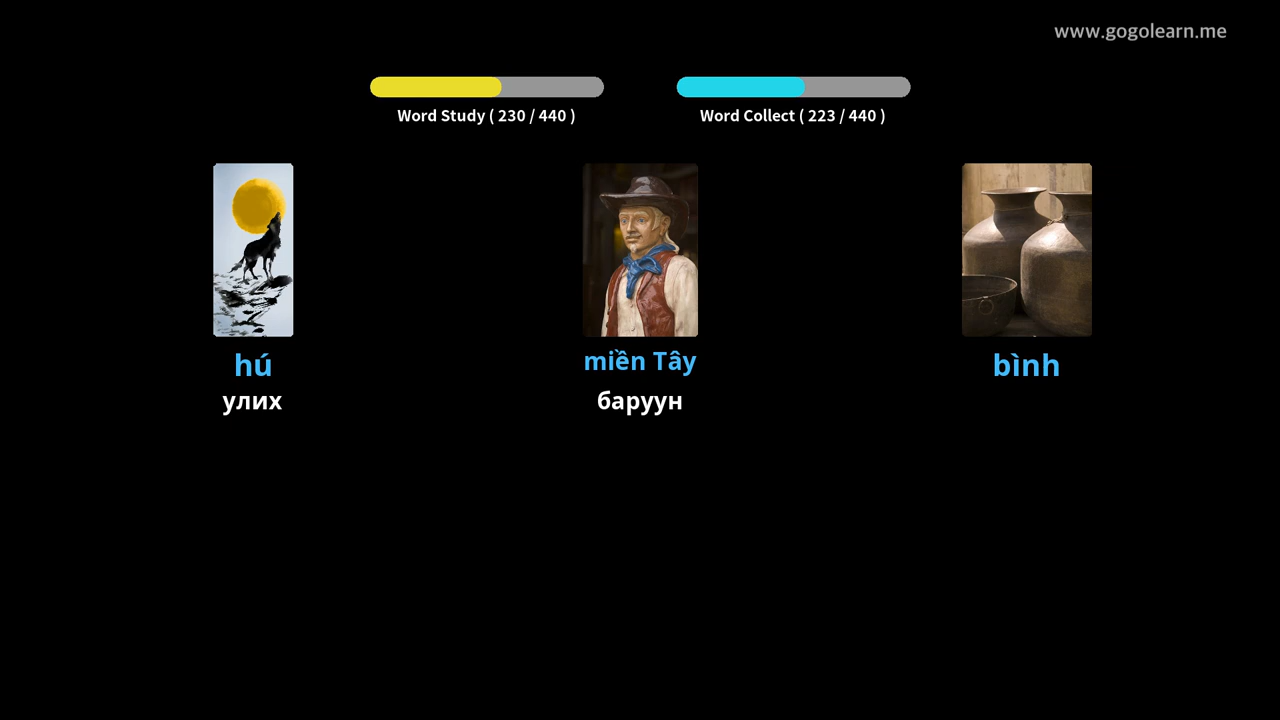 www.gogolearn.me
Word Study ( 230 / 440 )
Word Collect ( 223 / 440 )
hú
miền Tây
bình
улих
баруун